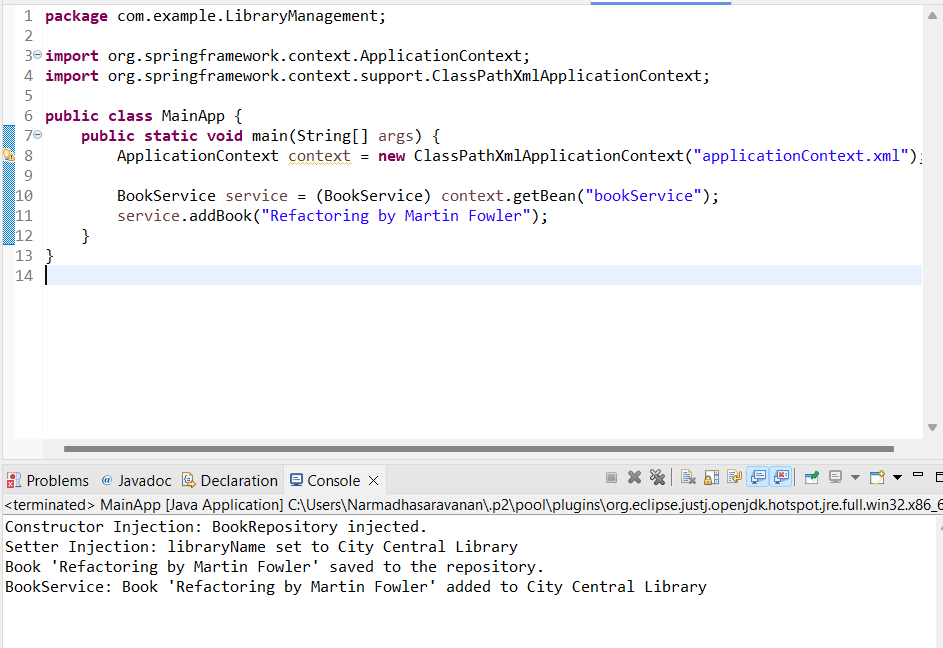 1 package com.example.LibraryManagement;
2
3 import org.springframework.context.ApplicationContext;
4 import org.springframework.context.support.ClassPathXmlApplicationContext;
5
6 public class MainApp {
7     public static void main(String[] args) {
8         ApplicationContext context = new ClassPathXmlApplicationContext("applicationContext.xml");
9
10         BookService service = (BookService) context.getBean("bookService");
11         service.addBook("Refactoring by Martin Fowler");
12     }
13 }
14
Problems @ Javadoc Declaration Console
<terminated> MainApp [Java Application] C:\Users\Narmadhasaravanan\.p2\pool\plugins\org.eclipse.justj.openjdk.hotspot.jre.full.win32.x86_6
Constructor Injection: BookRepository injected.
Setter Injection: libraryName set to City Central Library
Book 'Refactoring by Martin Fowler' saved to the repository.
BookService: Book 'Refactoring by Martin Fowler' added to City Central Library